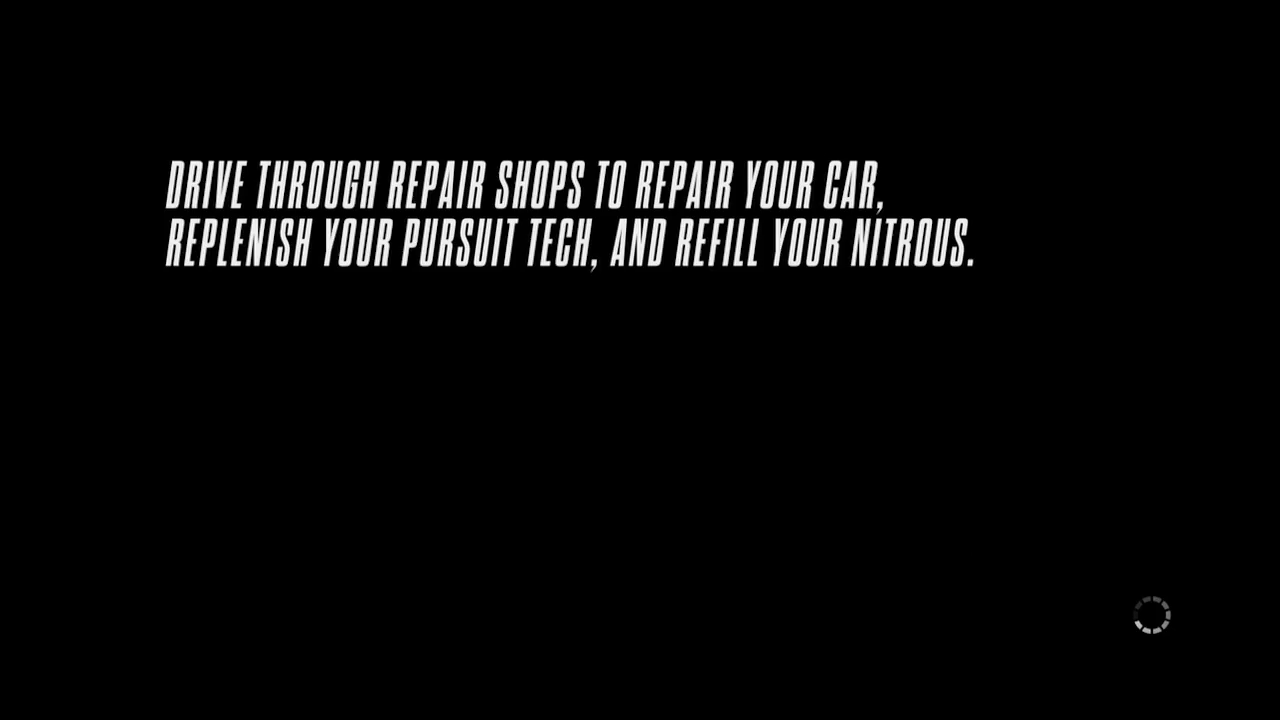 DRIVE THROUGH REPAIR SHOPS TO REPAIR YOUR CAR,
REPLENISH YOUR PURSUIT TECH, AND REFILL YOUR NITROUS.